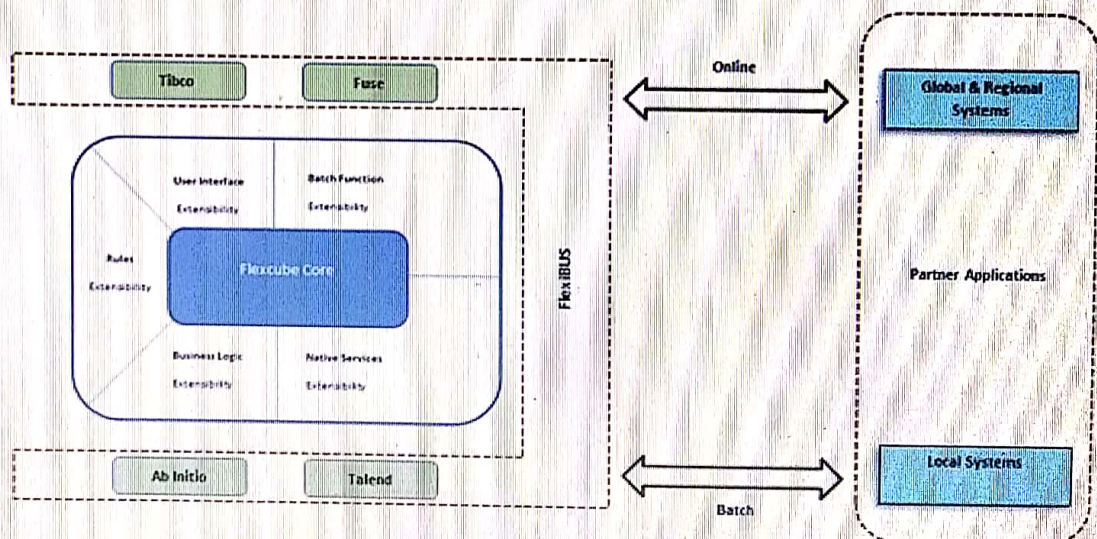 Tibco
Fuse
Online
Global & Regional
Systems
User Interface
Extensibility
Batch Function
Extensibility
Rules
Extensibility
Flexcube Core
FlexiBUS
Partner Applications
Business Logic
Extensibility
Native Services
Extensibility
Ab Initio
Talend
Batch
Local Systems